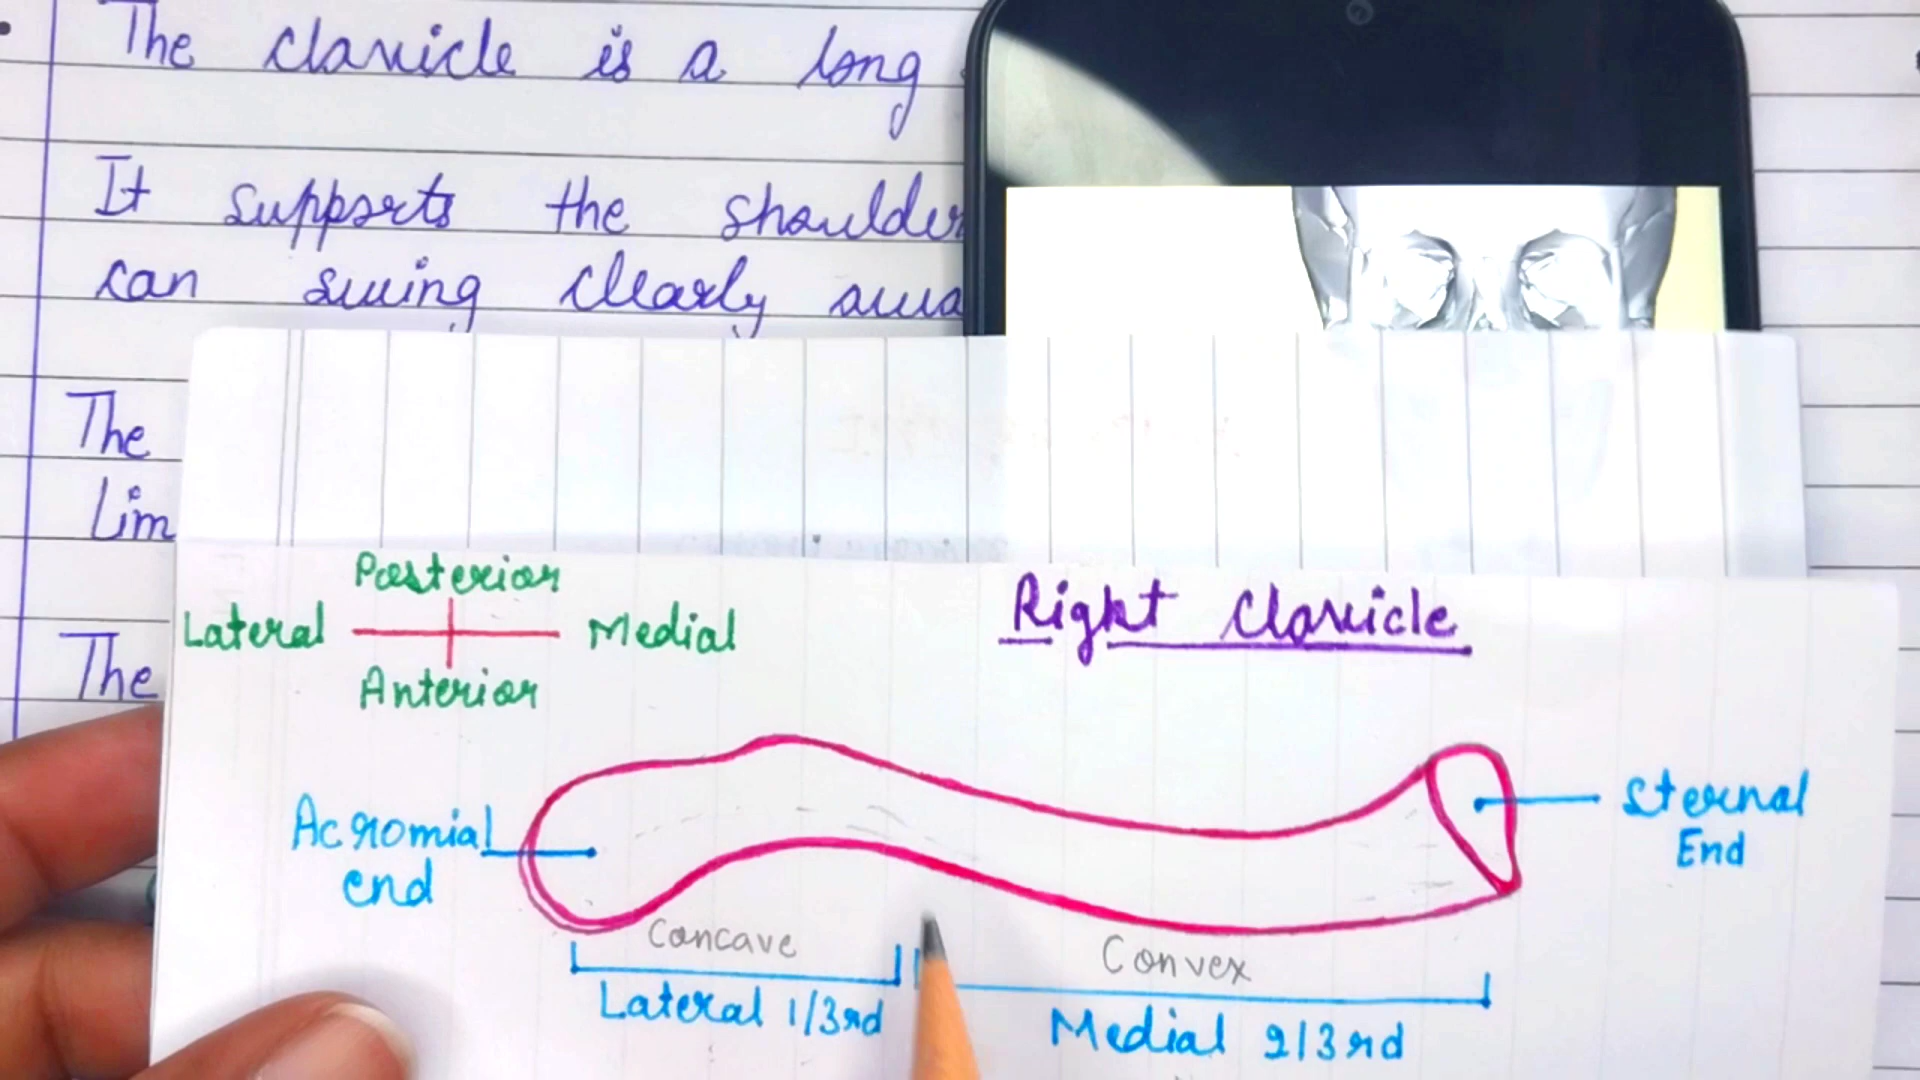 The clavicle is a long
It supports the shoulder
can swing clearly awa
The
Lim
The
Posterior
Lateral
Medial
Anterior
Right Clavicle
Acromial
end
Sternal
End
Concave
Convex
Lateral 1/3rd
Medial 2/3rd